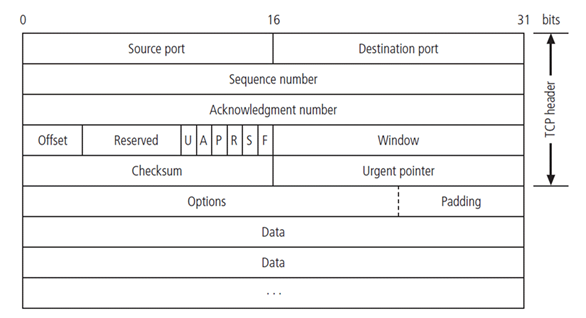 0 16 31 bits
Source port Destination port
Sequence number
Acknowledgment number
Offset Reserved U A P R S F Window
Checksum Urgent pointer
Options Padding
Data
Data
...
TCP header